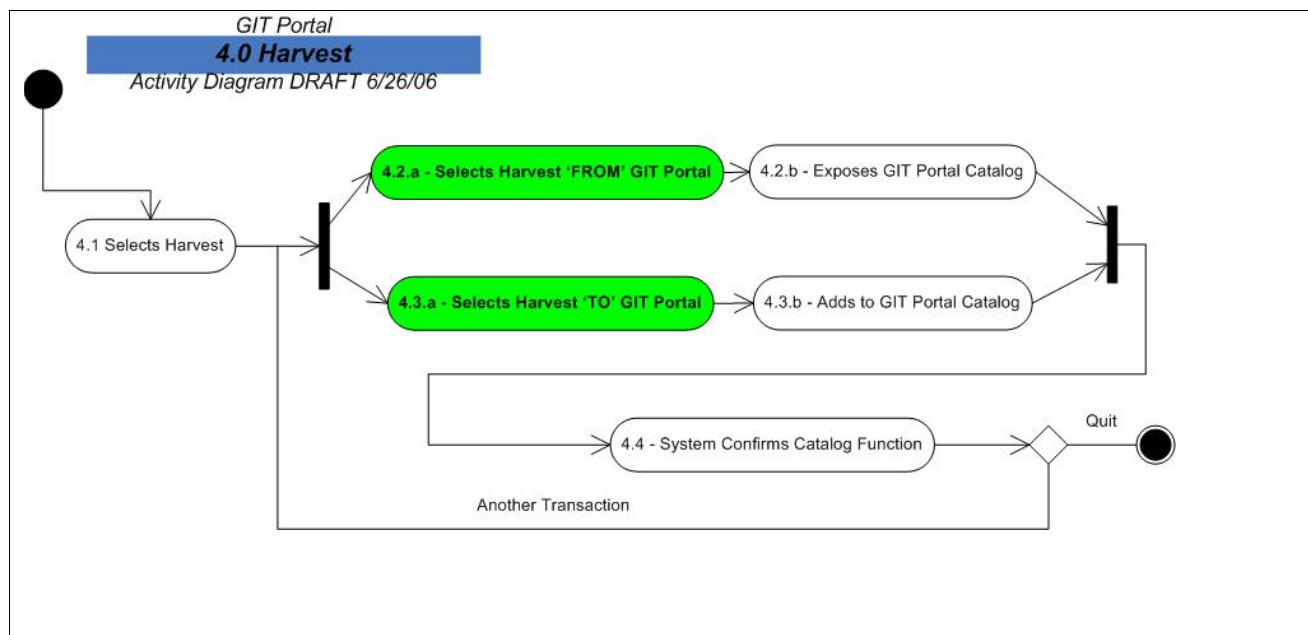 GIT Portal
4.0 Harvest
Activity Diagram DRAFT 6/26/06
4.2.a - Selects Harvest ‘FROM’ GIT Portal
4.2.b - Exposes GIT Portal Catalog
4.1 Selects Harvest
4.3.a - Selects Harvest ‘TO’ GIT Portal
4.3.b - Adds to GIT Portal Catalog
Quit
4.4 - System Confirms Catalog Function
Another Transaction